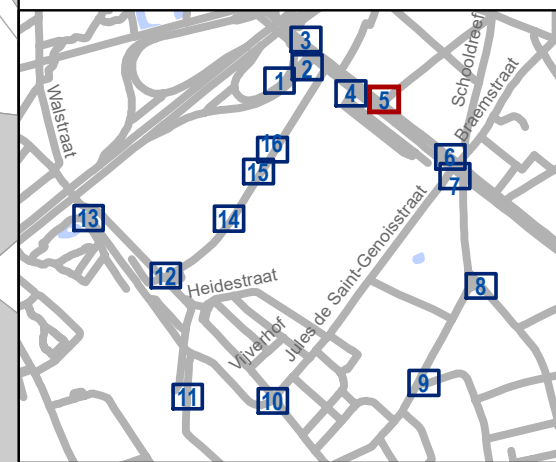 3
2
1
4
5
Schooldreef
Braemstraat
Walstraat
16
6
15
7
13
14
Jules de Saint-Genoisstraat
12
Heidestraat
8
Vijverhof
9
11
10